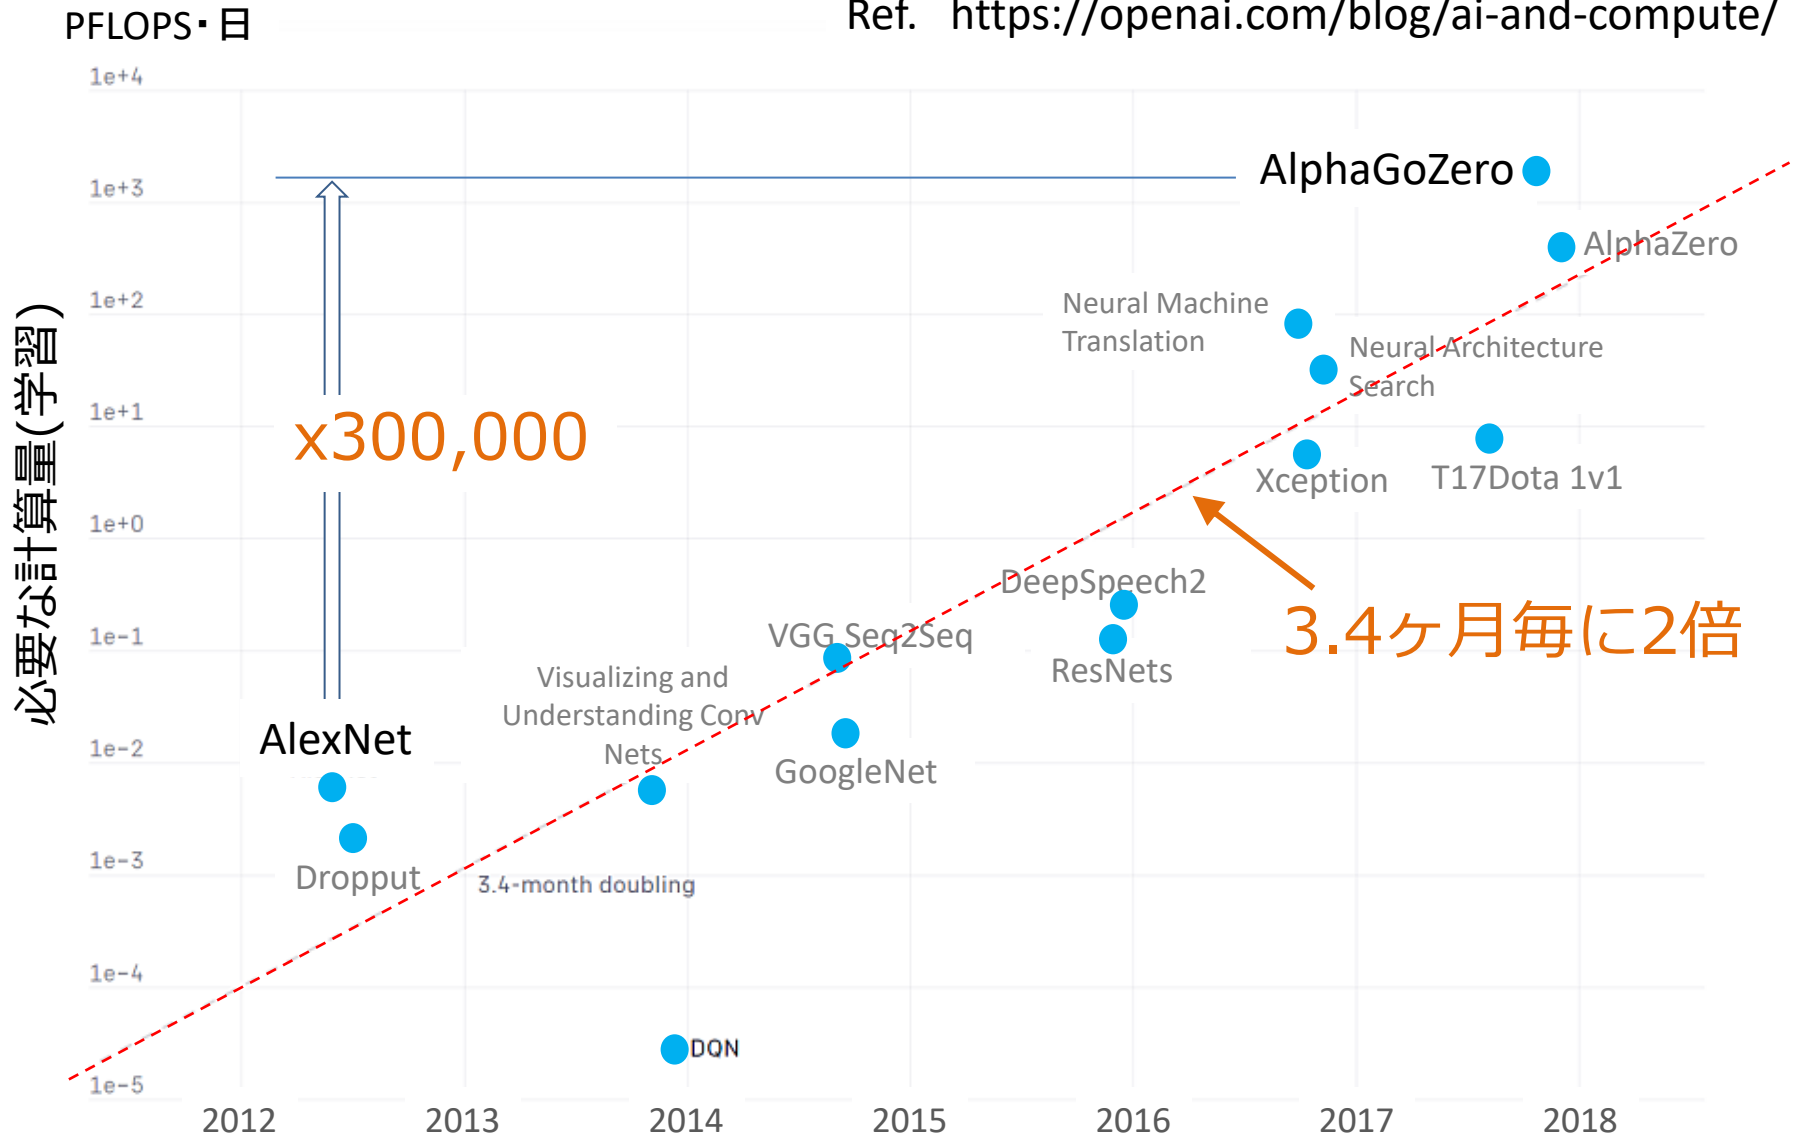 PFLOPS・日
Ref. https://openai.com/blog/ai-and-compute/
必要な計算量(学習)
1e+4
1e+3
1e+2
1e+1
1e+0
1e-1
1e-2
1e-3
1e-4
1e-5
AlphaGoZero
AlphaZero
Neural Machine
Translation
Neural Architecture
Search
x300,000
Xception
T17Dota 1v1
DeepSpeech2
3.4ヶ月毎に2倍
VGG Seq2Seq
ResNets
Visualizing and
Understanding Conv
Nets
AlexNet
GoogleNet
Dropput
3.4-month doubling
DQN
2012
2013
2014
2015
2016
2017
2018